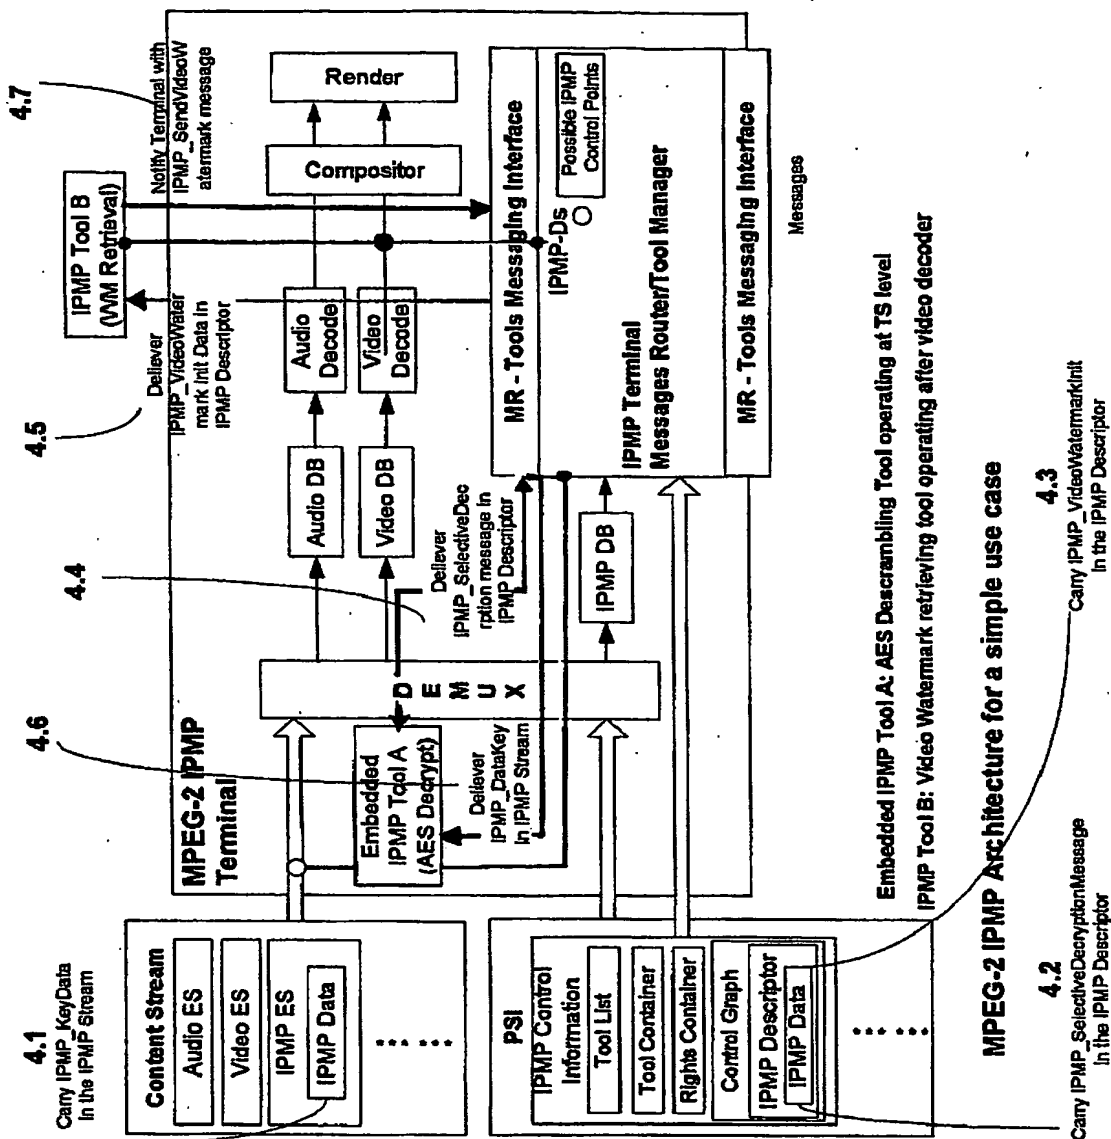 4.1
Carry IPMP_KeyData
In the IPMP Stream
Content Stream
Audio ES
Video ES
IPMP ES
IPMP Data
PSI
IPMP Control
Information
Tool List
Tool Container
Rights Container
Control Graph
IPMP Descriptor
IPMP Data
4.2
Carry IPMP_SelectiveDecryptionMessage
In the IPMP Descriptor
4.3
Carry IPMP_VideoWatermarkInit
In the IPMP Descriptor
MPEG-2 IPMP
Terminal
4.6
Embedded
IPMP Tool A
(AES Decrypt)
Deliever
IPMP_DataKey
In IPMP Stream
D
E
M
U
X
4.4
Deliever
IPMP_SelectiveDec
rption message In
IPMP Descriptor
Audio DB
Video DB
IPMP DB
4.5
Deliever
IPMP_VideoWater
mark Init Data In
IPMP Descriptor
Audio
Decode
Video
Decode
IPMP Tool B
(WM Retrieval)
4.7
Notify Terminal with
IPMP_SendVideoW
atermark message
Compositor
Render
MR - Tools Messaging Interface
IPMP-Ds
Possible IPMP
Control Points
IPMP Terminal
Messages Router/Tool Manager
MR - Tools Messaging Interface
Messages
Embedded IPMP Tool A: AES Descrambling Tool operating at TS level
IPMP Tool B: Video Watermark retrieving tool operating after video decoder
MPEG-2 IPMP Architecture for a simple use case